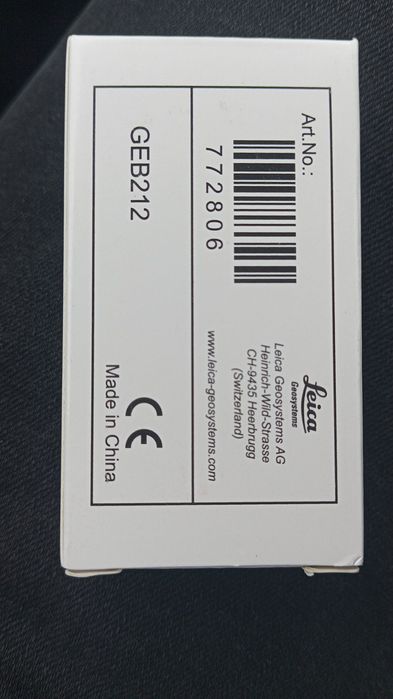 Art.No.:
772806
Leica
Geosystems
Leica Geosystems AG
Heinrich-Wild-Strasse
CH-9435 Heerbrugg
(Switzerland)
www.leica-geosystems.com
GEB212
CE
Made in China